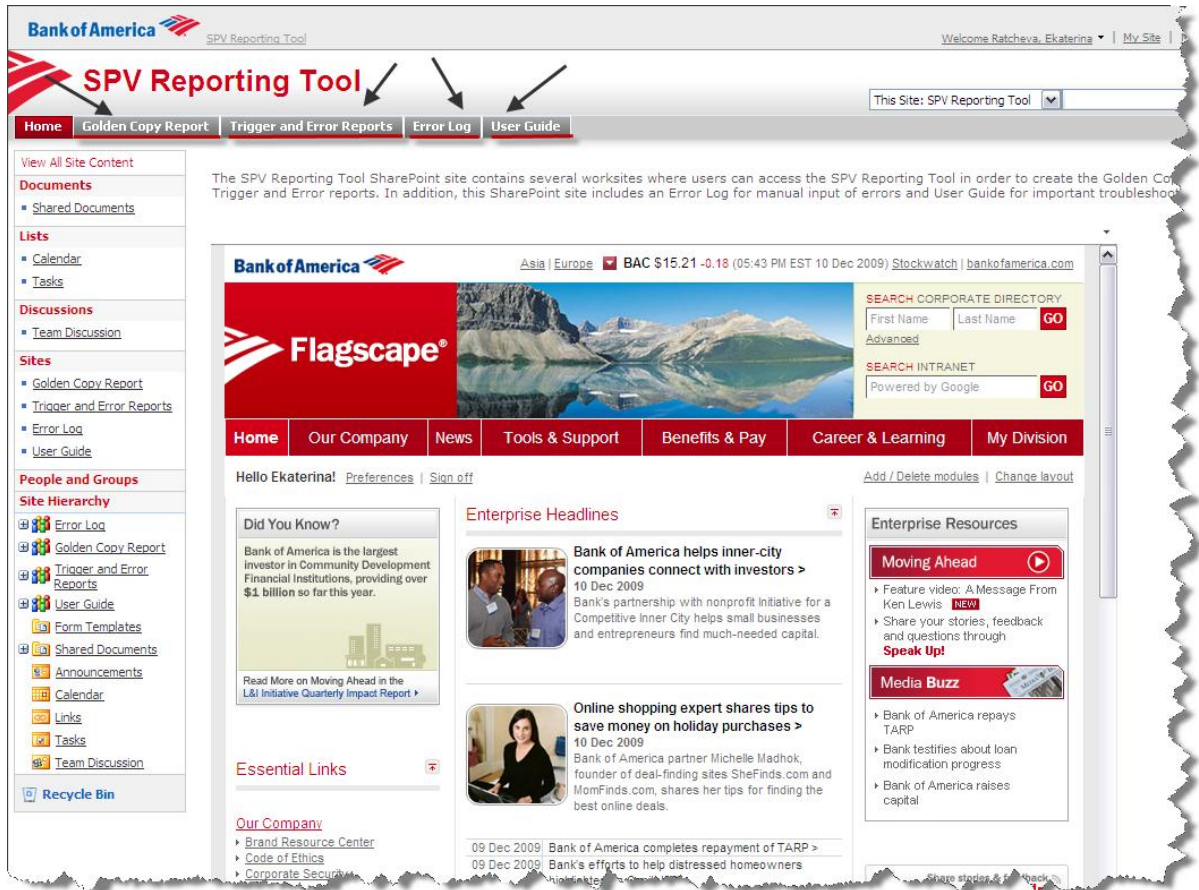 Bank of America SPV Reporting Tool
Welcome Ratcheva, Ekaterina | My Site |
SPV Reporting Tool
This Site: SPV Reporting Tool
Home Golden Copy Report Trigger and Error Reports Error Log User Guide
View All Site Content
Documents
Shared Documents
Lists
Calendar
Tasks
Discussions
Team Discussion
Sites
Golden Copy Report
Trigger and Error Reports
Error Log
User Guide
People and Groups
Site Hierarchy
Error Log
Golden Copy Report
Trigger and Error
Reports
User Guide
Form Templates
Shared Documents
Announcements
Calendar
Links
Tasks
Team Discussion
Recycle Bin
The SPV Reporting Tool SharePoint site contains several worksites where users can access the SPV Reporting Tool in order to create the Golden
Trigger and Error reports. In addition, this SharePoint site includes an Error Log for manual input of errors and User Guide for important
Bank of America
Asia | Europe BAC $15.21 -0.18 (05:43 PM EST 10 Dec 2009) Stockwatch | bankofamerica.com
Flagscape®
SEARCH CORPORATE DIRECTORY
First Name Last Name GO
Advanced
SEARCH INTRANET
Powered by Google GO
Home Our Company News Tools & Support Benefits & Pay Career & Learning My Division
Hello Ekaterina! Preferences | Sign off
Add / Delete modules | Change layout
Did You Know?
Bank of America is the largest
investor in Community Development
Financial Institutions, providing over
$1 billion so far this year.
Read More on Moving Ahead in the
L&I Initiative Quarterly Impact Report
Essential Links
Our Company
Brand Resource Center
Code of Ethics
Corporate Security
Enterprise Headlines
Bank of America helps inner-city
companies connect with investors >
10 Dec 2009
Bank's partnership with nonprofit Initiative for a
Competitive Inner City helps small businesses
and entrepreneurs find much-needed capital.
Online shopping expert shares tips to
save money on holiday purchases >
10 Dec 2009
Bank of America partner Michelle Madhok,
founder of deal-finding sites SheFinds.com and
MomFinds.com, shares her tips for finding the
best online deals.
09 Dec 2009 Bank of America completes repayment of TARP >
09 Dec 2009 Bank's efforts to help distressed homeowners
Enterprise Resources
Moving Ahead
Feature video: A Message From
Ken Lewis NEW
Share your stories, feedback
and questions through
Speak Up!
Media Buzz
Bank of America repays
TARP
Bank testifies about loan
modification progress
Bank of America raises
capital
Share stories &